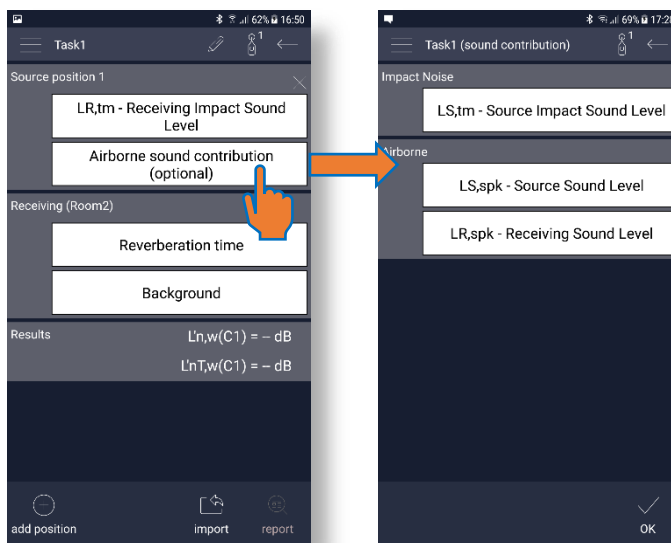 62% 16:50
Task1
1
Source position 1
LR,tm - Receiving Impact Sound
Level
Airborne sound contribution
(optional)
Receiving (Room2)
Reverberation time
Background
Results
L'n,w(C1) = -- dB
L'nT,w(C1) = -- dB
add position
import
report
69% 17:28
Task1 (sound contribution)
1
Impact Noise
LS,tm - Source Impact Sound Level
Airborne
LS,spk - Source Sound Level
LR,spk - Receiving Sound Level
OK